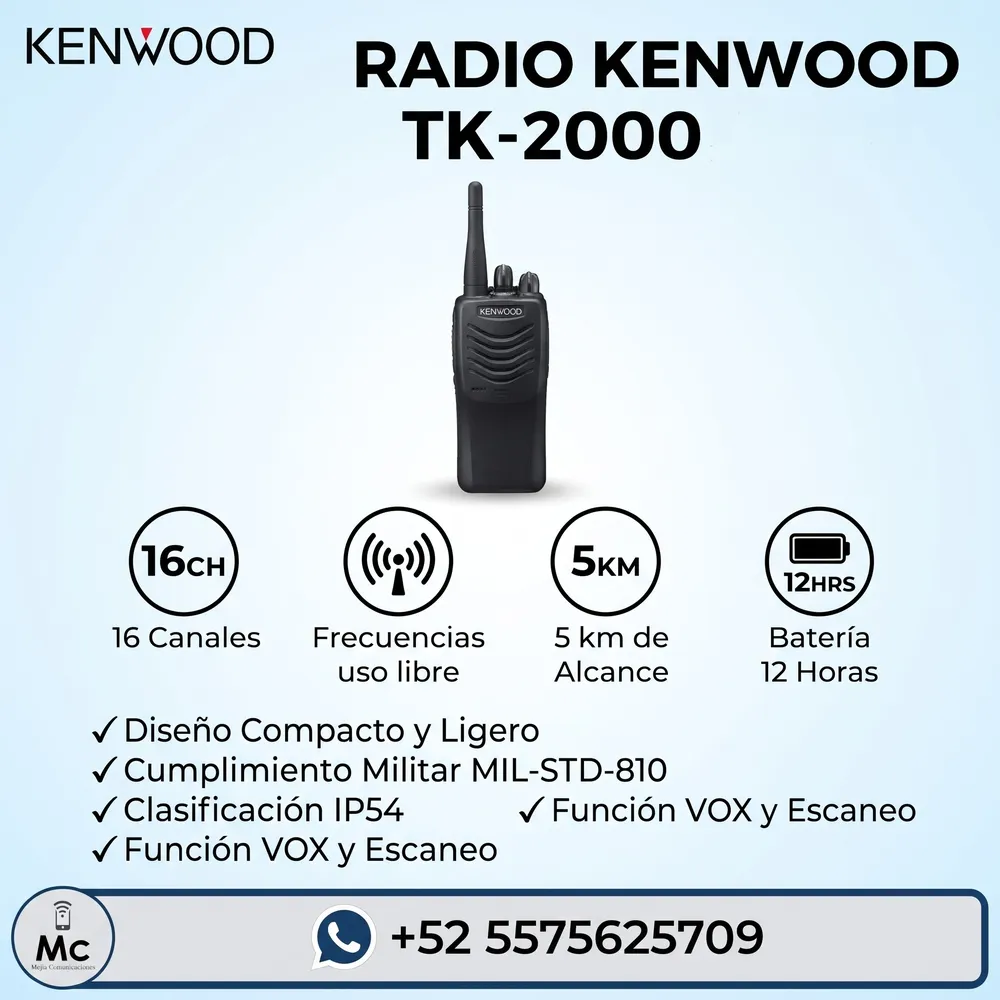 KENWOOD
RADIO KENWOOD
TK-2000
KENWOOD
16CH
5KM
12HRS
16 Canales
Frecuencias
uso libre
5 km de
Alcance
Batería
12 Horas
✓ Diseño Compacto y Ligero
✓ Cumplimiento Militar MIL-STD-810
✓ Clasificación IP54
✓ Función VOX y Escaneo
✓ Función VOX y Escaneo
Mc
Mejia Comunicaciones
+52 5575625709